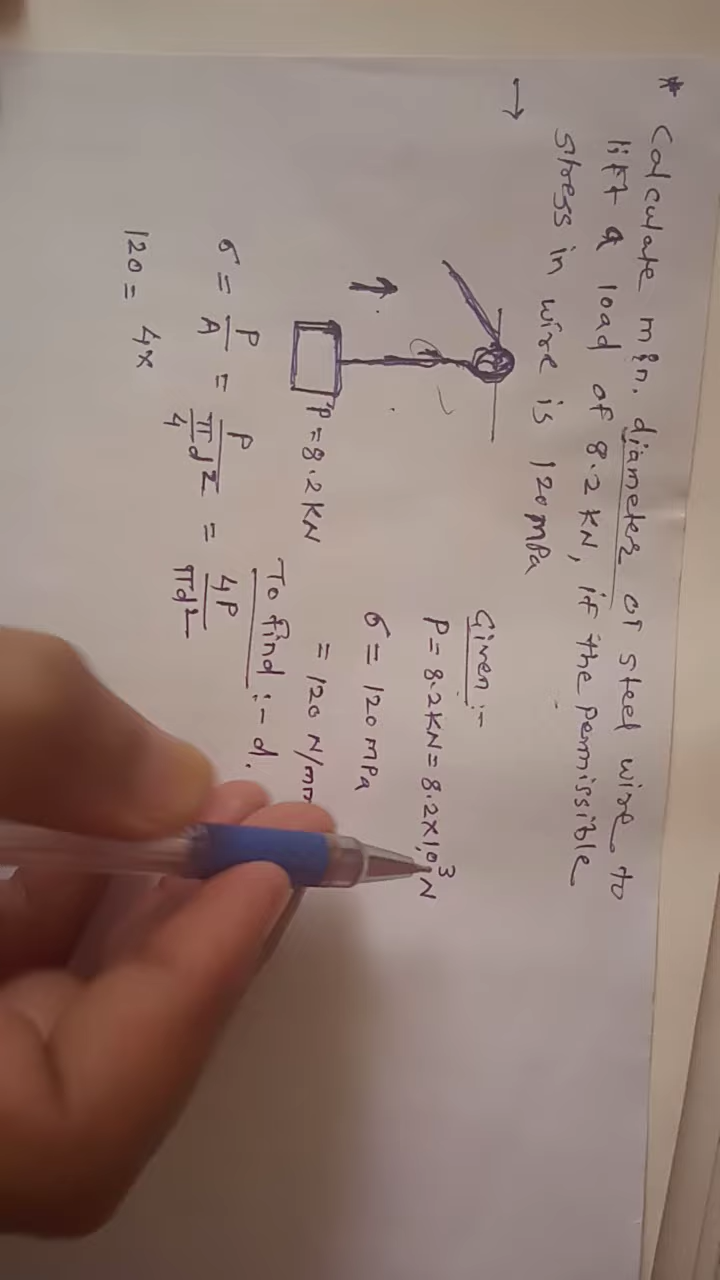 * Calculate min. diameter of steel wire to
lift a load of 8.2 KN, if the permissible
stress in wire is 120 mPa
→
Given :-
P = 8.2 KN = 8.2 × 10³ N
σ = 120 mPa
= 120 N/mm
To find :- d.
P = 8.2 KN
σ = P/A = P/(π/4 d²) = 4P/πd²
120 = 4×